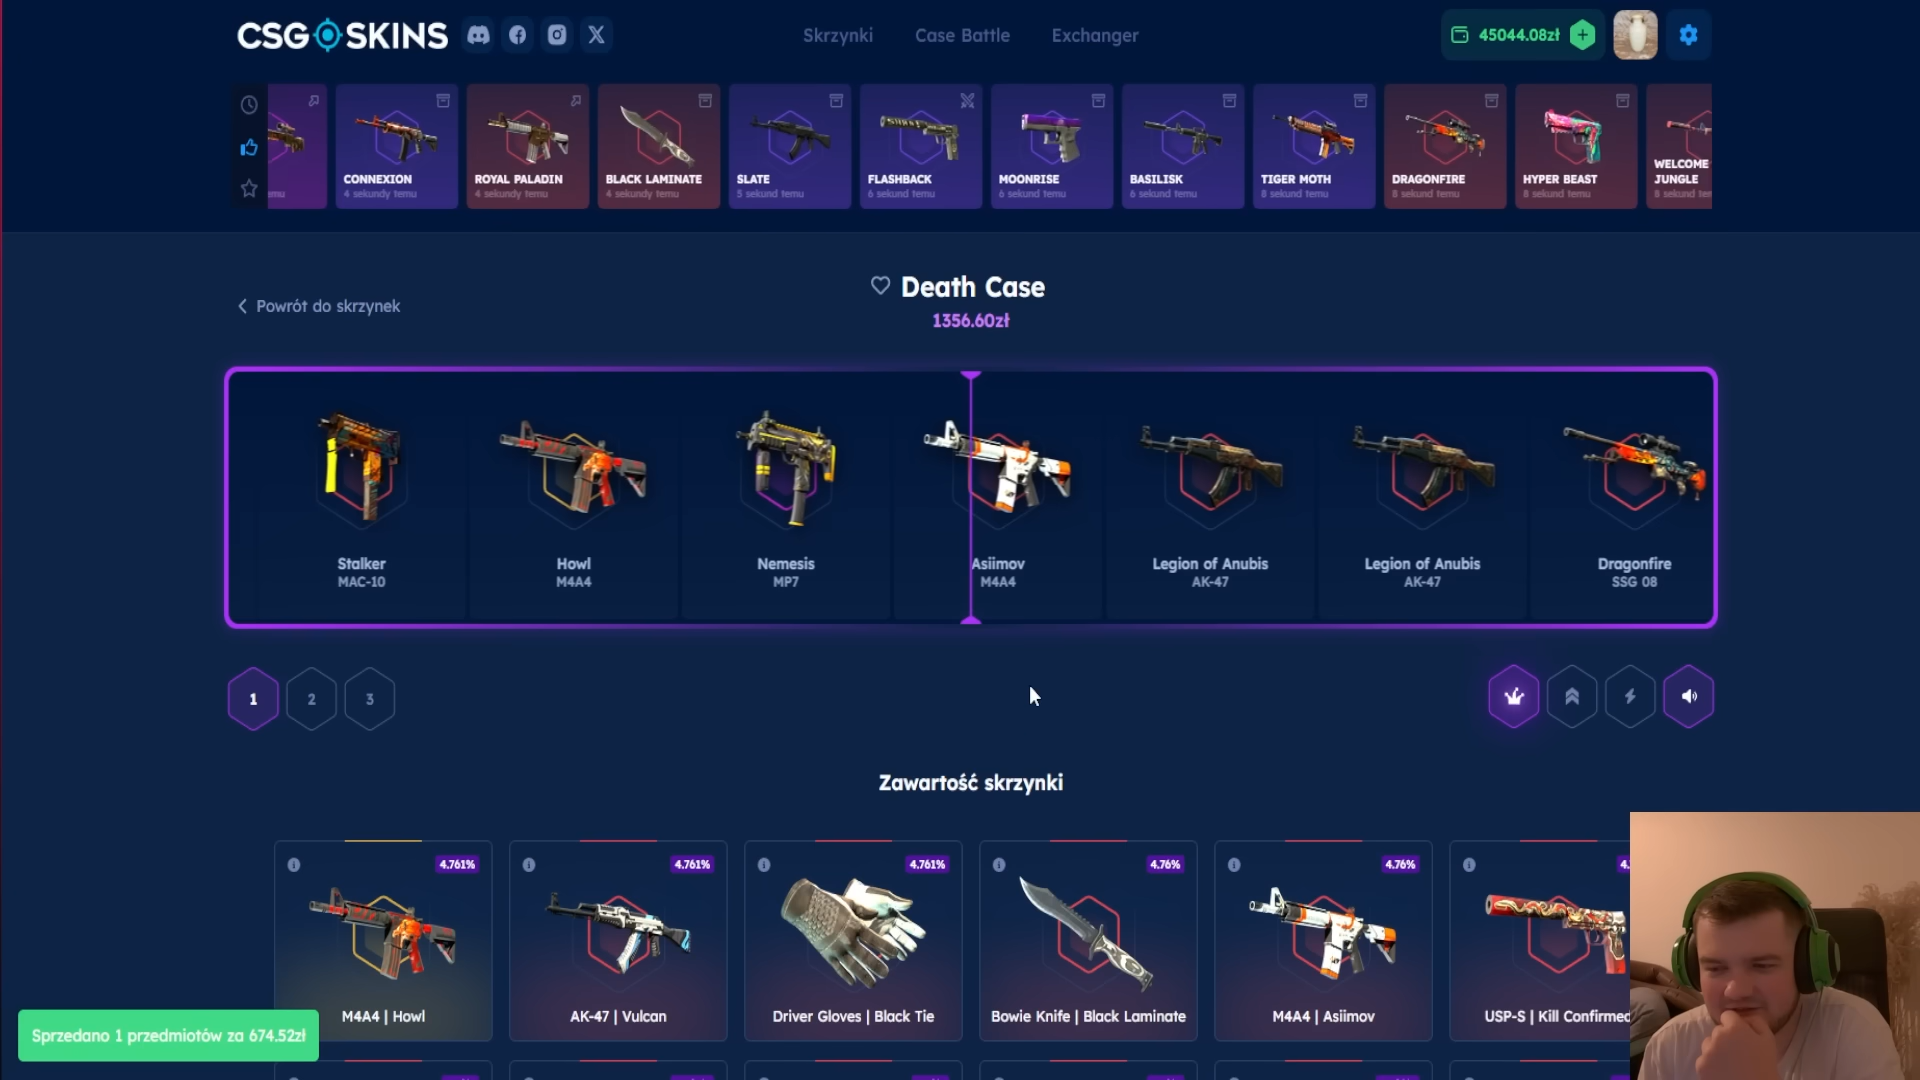 CSG SKINS
Skrzynki
Case Battle
Exchanger
45044.08zł
CONNEXION
4 sekundy temu
ROYAL PALADIN
4 sekundy temu
BLACK LAMINATE
4 sekundy temu
SLATE
5 sekund temu
FLASHBACK
6 sekund temu
MOONRISE
6 sekund temu
BASILISK
6 sekund temu
TIGER MOTH
8 sekund temu
DRAGONFIRE
8 sekund temu
HYPER BEAST
8 sekund temu
WELCOME
JUNGLE
8 sekund
Powrót do skrzynek
Death Case
1356.60zł
Stalker
MAC-10
Howl
M4A4
Nemesis
MP7
Asiimov
M4A4
Legion of Anubis
AK-47
Legion of Anubis
AK-47
Dragonfire
SSG 08
1
2
3
Zawartość skrzynki
4.761%
M4A4 | Howl
4.761%
AK-47 | Vulcan
4.761%
Driver Gloves | Black Tie
4.76%
Bowie Knife | Black Laminate
4.76%
M4A4 | Asiimov
USP-S | Kill Confirmed
Sprzedano 1 przedmiotów za 674.52zł